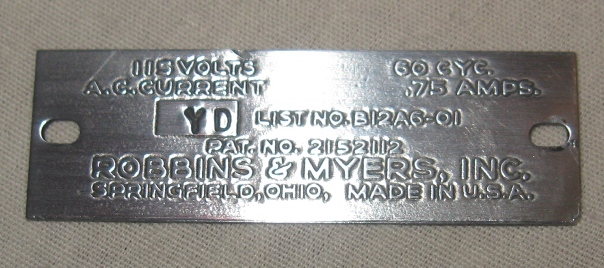 115 VOLTS 60 CYC.
A.C. CURRENT .75 AMPS.
YD LIST NO. B12A6-01
PAT. NO. 2152112
ROBBINS & MYERS, INC.
SPRINGFIELD, OHIO, MADE IN U.S.A.